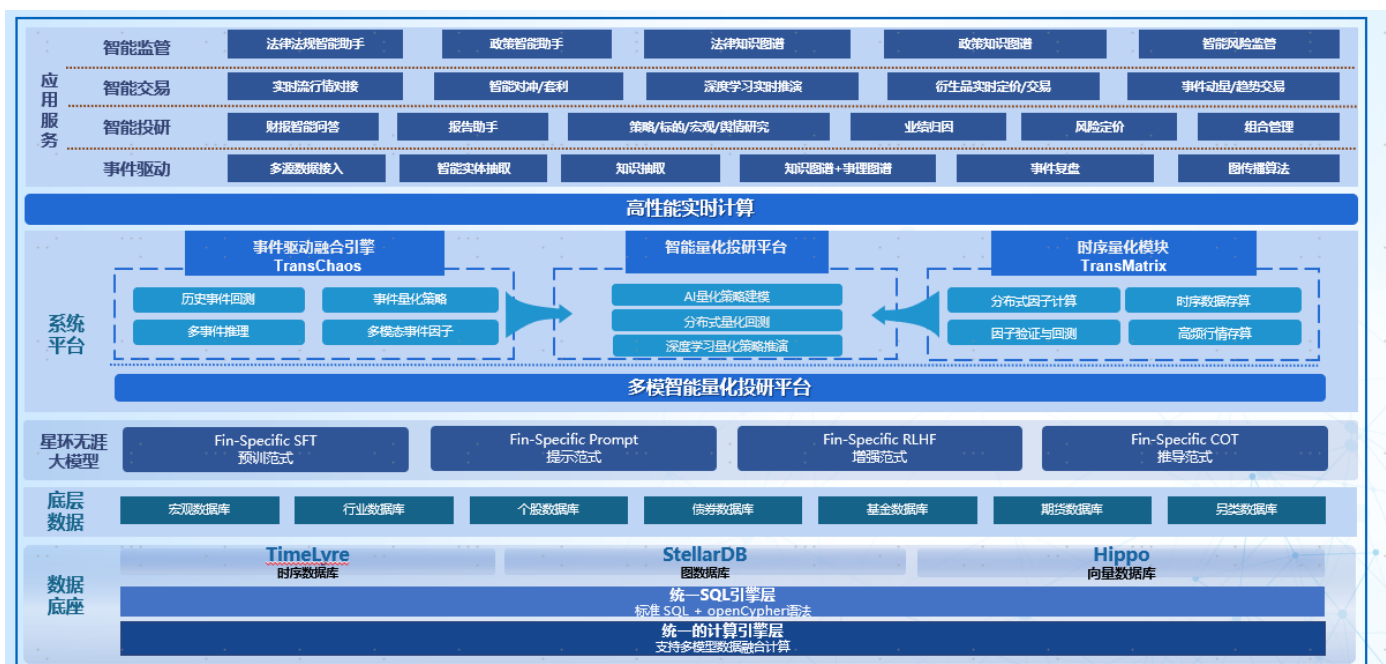 应用服务
智能监管
法律法规智能助手
政策智能助手
法律知识图谱
政策知识图谱
智能风险监管
智能交易
实时流行情对接
智能对冲/套利
深度学习实时推演
衍生品实时定价/交易
事件动量/趋势交易
智能投研
财报智能问答
报告助手
策略/标的/宏观/舆情研究
业绩归因
风险定价
组合管理
事件驱动
多源数据接入
智能实体抽取
知识抽取
知识图谱+事理图谱
事件复盘
图传播算法
高性能实时计算
系统
平台
事件驱动融合引擎
TransChaos
历史事件回测
事件量化策略
多事件推理
多模态事件因子
智能量化投研平台
AI量化策略建模
分布式量化回测
深度学习量化策略推演
时序量化模块
TransMatrix
分布式因子计算
时序数据存算
因子验证与回测
高频行情存算
多模智能量化投研平台
星环无涯
大模型
Fin-Specific SFT
预训范式
Fin-Specific Prompt
提示范式
Fin-Specific RLHF
增强范式
Fin-Specific COT
推导范式
底层
数据
宏观数据库
行业数据库
个股数据库
债券数据库
基金数据库
期货数据库
另类数据库
数据
底座
TimeLyre
时序数据库
StellarDB
图数据库
Hippo
向量数据库
统一SQL引擎层
标准 SQL + openCypher语法
统一的计算引擎层
支持多模型数据融合计算